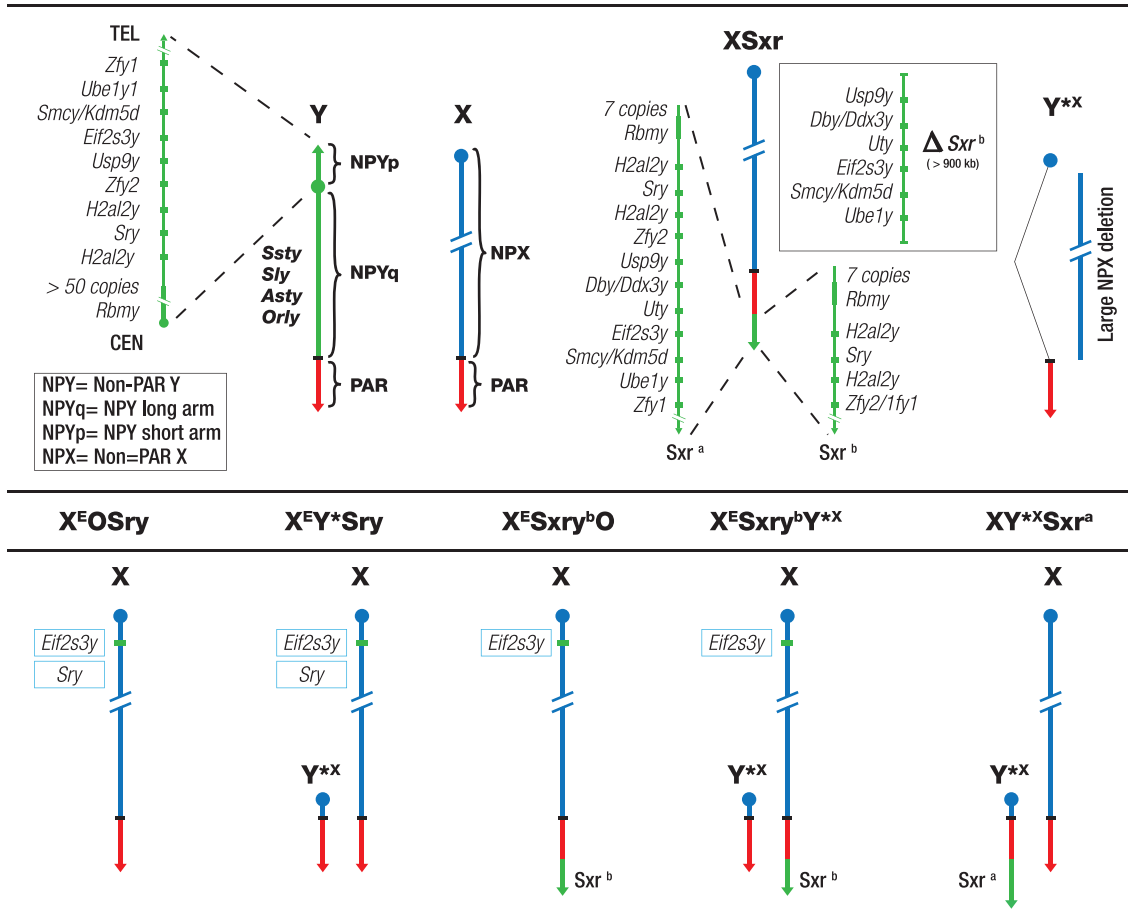 TEL
Zfy1
Ube1y1
Smcy/Kdm5d
Eif2s3y
Usp9y
Zfy2
H2al2y
Sry
H2al2y
> 50 copies
Rbmy
CEN
Y
NPYp
NPYq
Ssty
Sly
Asty
Orly
PAR
X
NPX
PAR
NPY= Non-PAR Y
NPYq= NPY long arm
NPYp= NPY short arm
NPX= Non=PAR X
XSxr
7 copies
Rbmy
H2al2y
Sry
H2al2y
Zfy2
Usp9y
Dby/Ddx3y
Uty
Eif2s3y
Smcy/Kdm5d
Ube1y
Zfy1
Sxr a
Usp9y
Dby/Ddx3y
Uty
Eif2s3y
Smcy/Kdm5d
Ube1y
Δ Sxr b
(> 900 kb)
7 copies
Rbmy
H2al2y
Sry
H2al2y
Zfy2/1fy1
Sxr b
Y*X
Large NPX deletion
XEOSry
XEY*Sry
XESxrybO
XESxrybY*X
XY*XSxra
X
Eif2s3y
Sry
X
Eif2s3y
Sry
Y*X
X
Eif2s3y
Sxr b
X
Eif2s3y
Y*X
Sxr b
X
Y*X
Sxr a